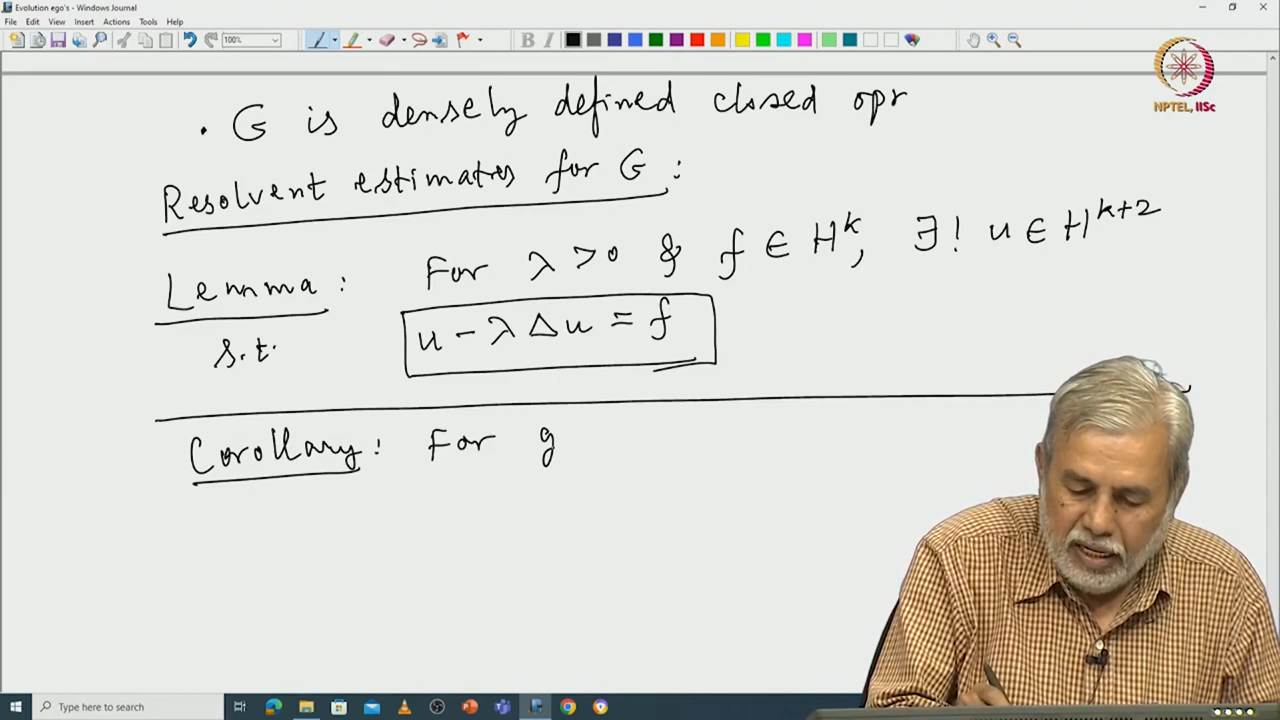 Evolution eqo's - Windows Journal
File Edit View Insert Actions Tools Help
100%
B I
NPTEL, IISc
. G is densely defined closed opr
Resolvent estimates for G :
Lemma : For λ > 0 & f ∈ H^k, ∃! u ∈ H^{k+2}
s.t. u - λ Δu = f
Corollary : For g
Type here to search